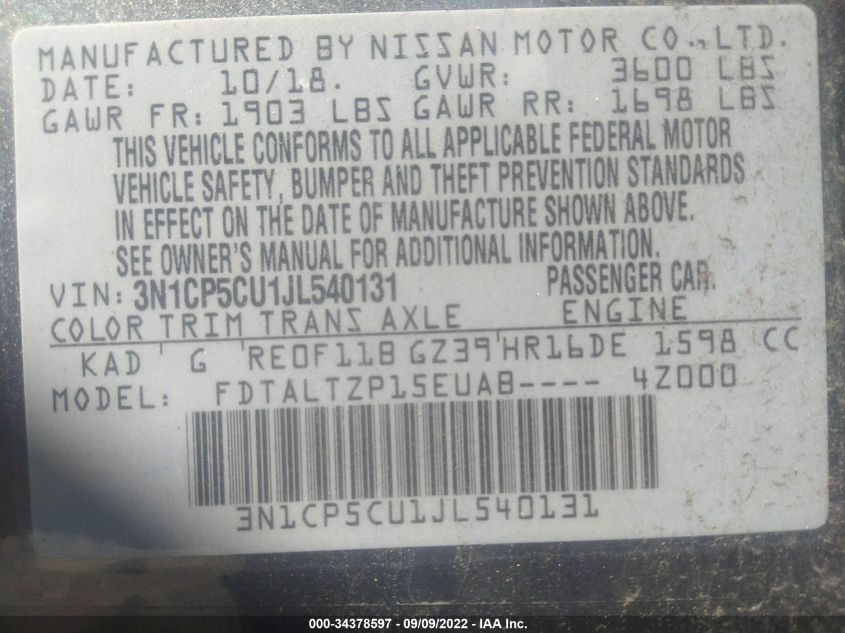 MANUFACTURED BY NISSAN MOTOR CO., LTD.
DATE: 10/18. GVWR: 3600 LBS
GAWR FR: 1903 LBS GAWR RR: 1698 LBS
THIS VEHICLE CONFORMS TO ALL APPLICABLE FEDERAL MOTOR
VEHICLE SAFETY, BUMPER AND THEFT PREVENTION STANDARDS
IN EFFECT ON THE DATE OF MANUFACTURE SHOWN ABOVE.
SEE OWNER'S MANUAL FOR ADDITIONAL INFORMATION.
VIN: 3N1CP5CU1JL540131 PASSENGER CAR.
COLOR TRIM TRANS AXLE ENGINE
KAD G RE0F11B GZ39 HR16DE 1598 CC
MODEL: FDTALTZP15EUAB---- 4Z000
3N1CP5CU1JL540131
000-34378597 - 09/09/2022 - IAA Inc.